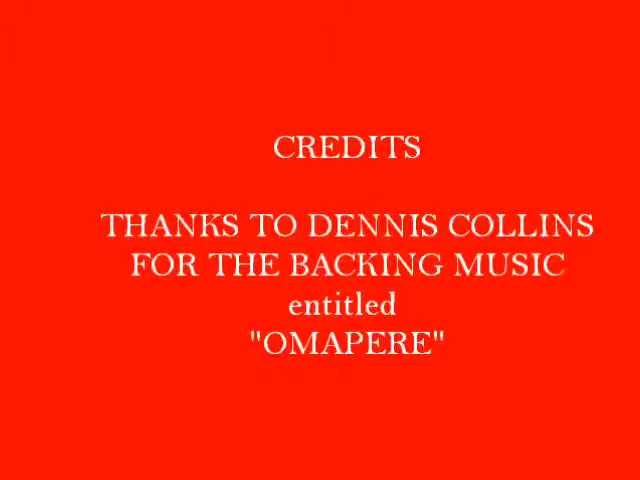 CREDITS
THANKS TO DENNIS COLLINS
FOR THE BACKING MUSIC
entitled
"OMAPERE"